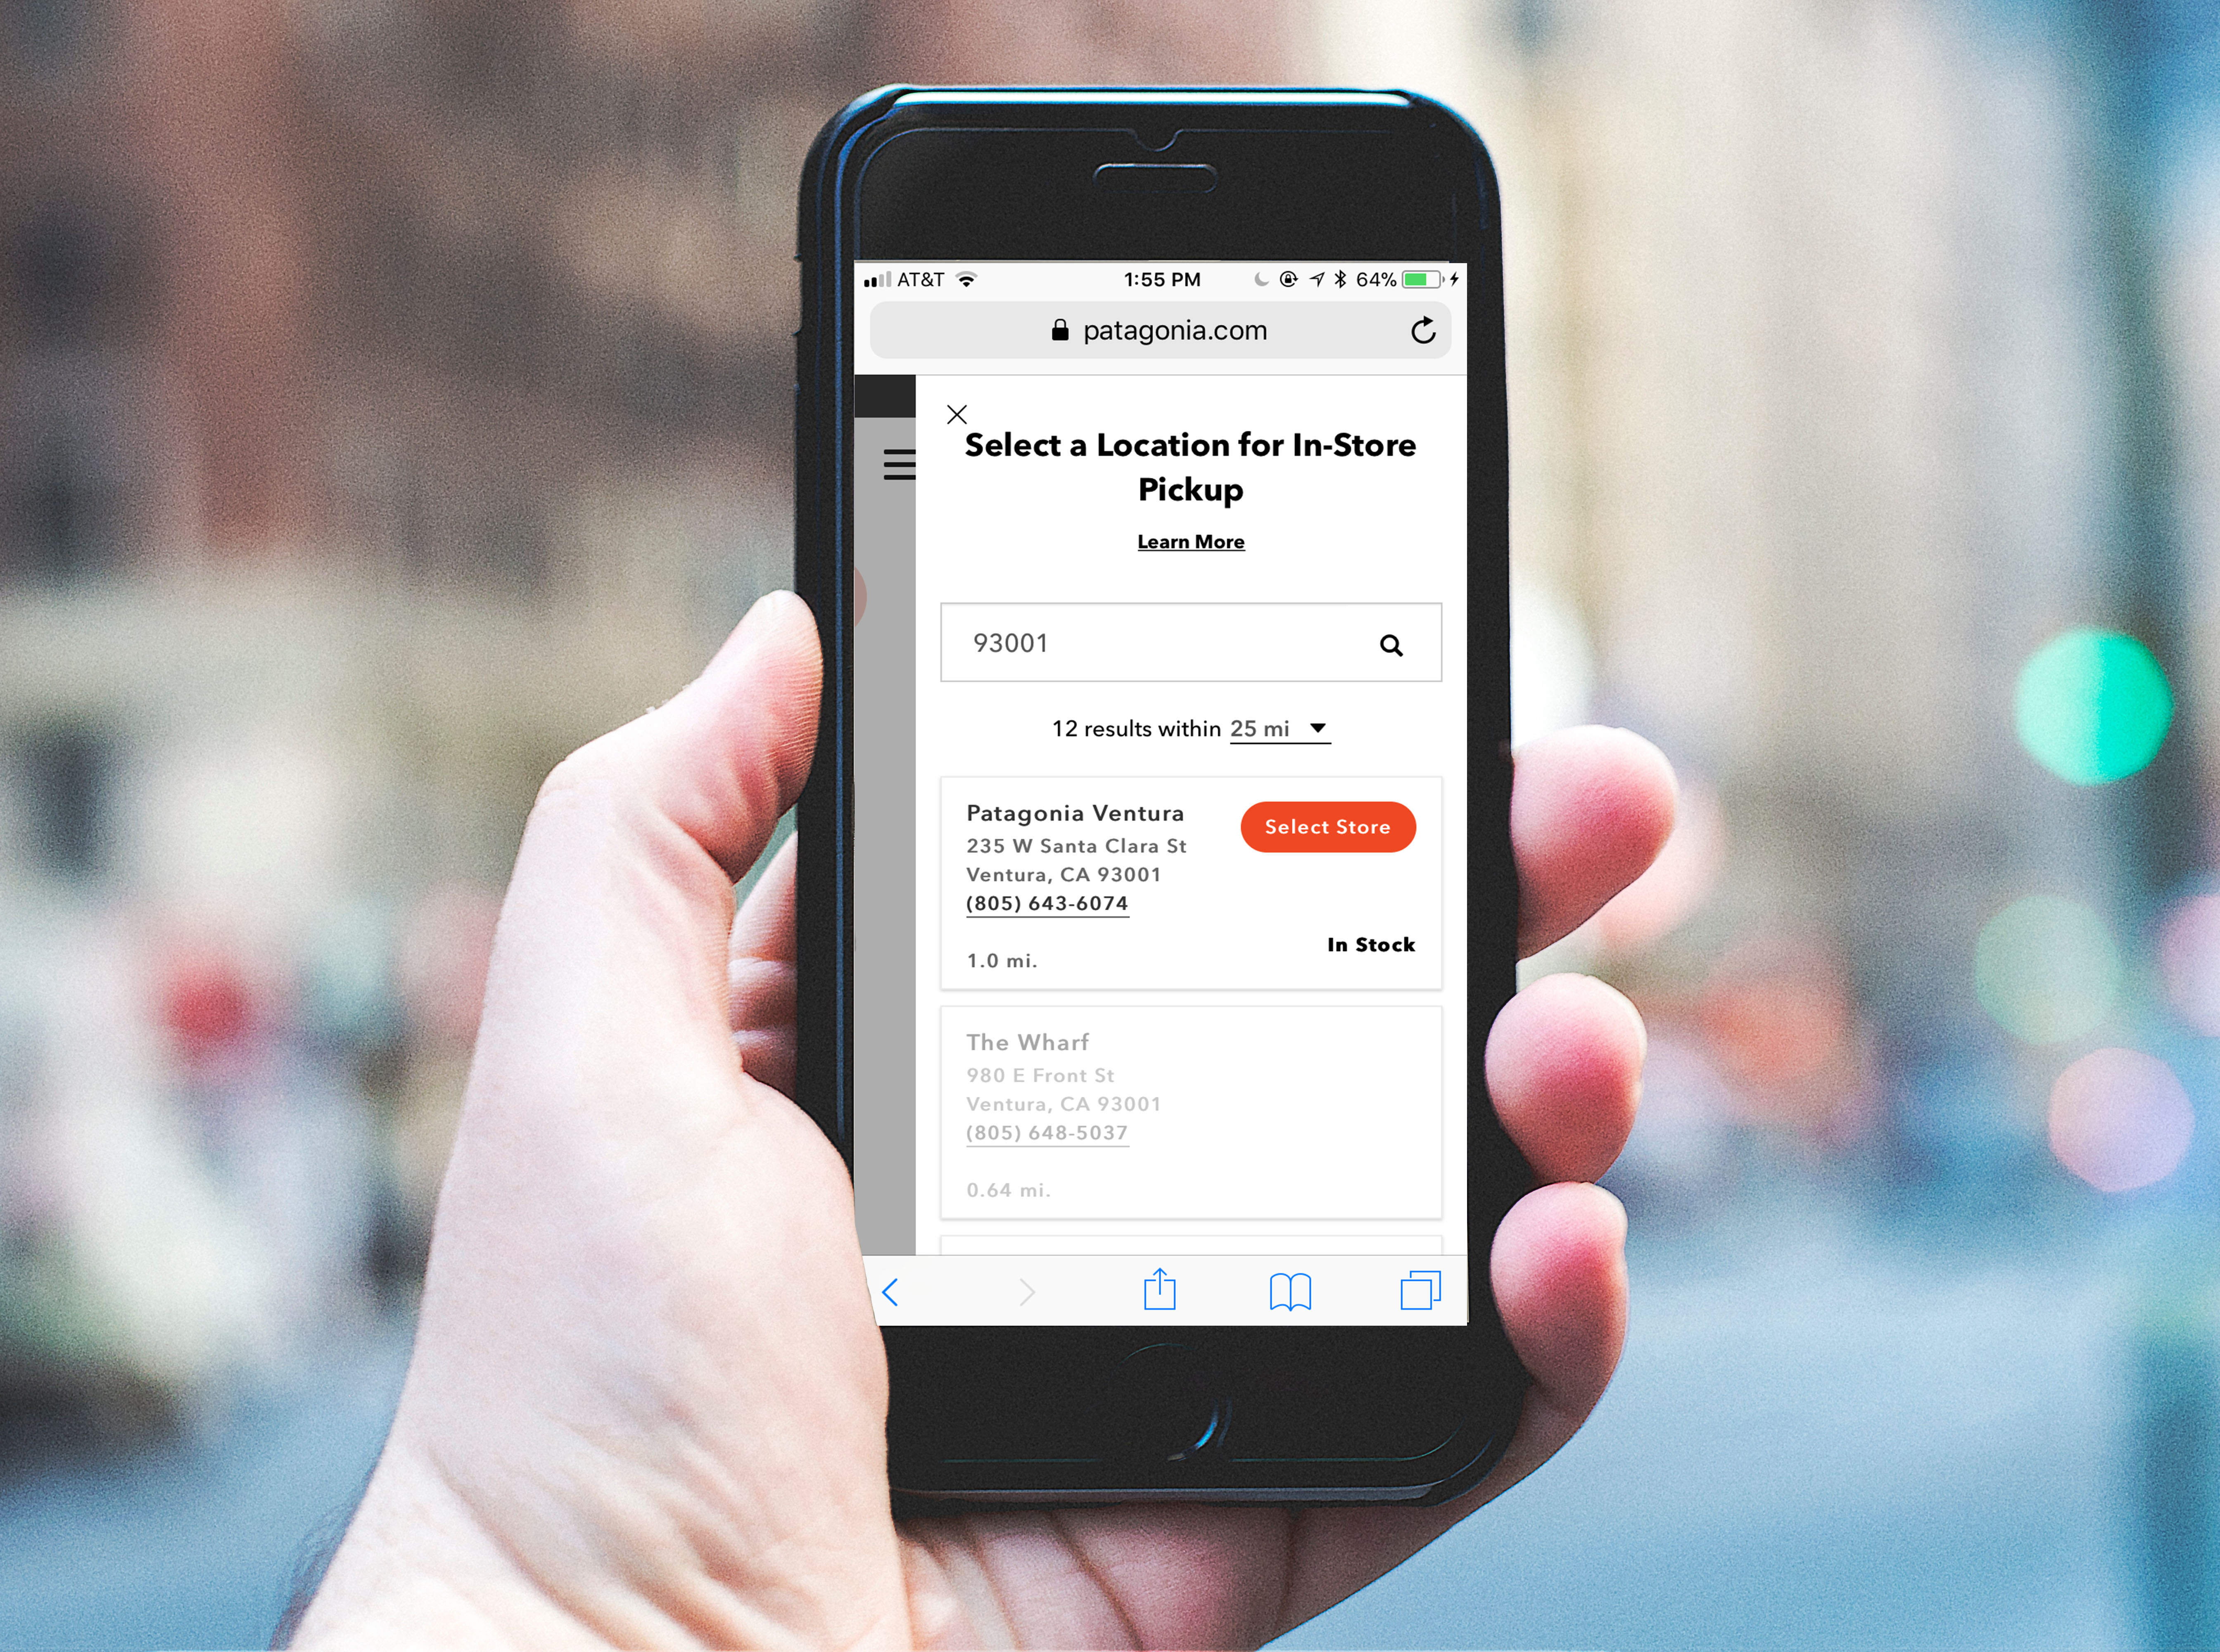 AT&T 1:55 PM 64%
patagonia.com
Select a Location for In-Store
Pickup
Learn More
93001
12 results within 25 mi
Patagonia Ventura
Select Store
235 W Santa Clara St
Ventura, CA 93001
(805) 643-6074
In Stock
1.0 mi.
The Wharf
980 E Front St
Ventura, CA 93001
(805) 648-5037
0.64 mi.